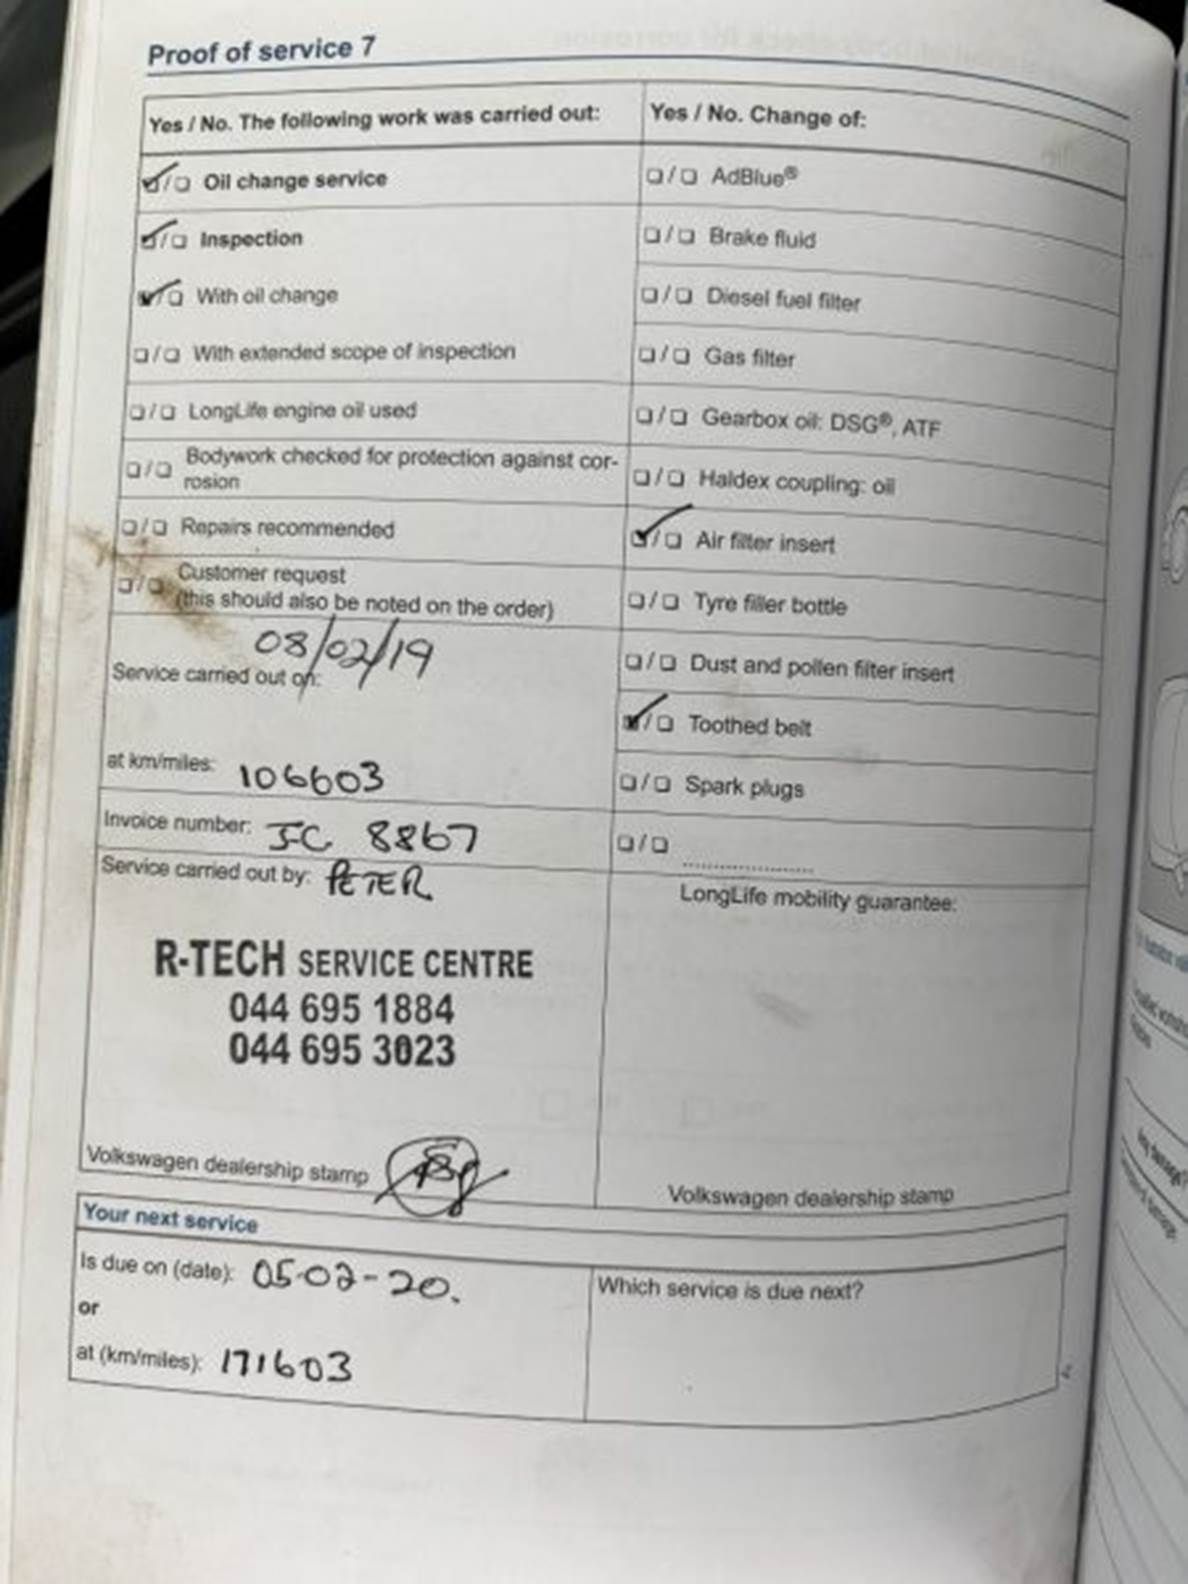 Proof of service 7
Yes / No. The following work was carried out:
❏/❏ Oil change service
❏/❏ Inspection
❏/❏ With oil change
❏/❏ With extended scope of inspection
❏/❏ LongLife engine oil used
❏/❏ Bodywork checked for protection against cor-
rosion
❏/❏ Repairs recommended
❏/❏ Customer request
(this should also be noted on the order)
08/02/19
Service carried out on:
at km/miles: 106603
Invoice number: J-C 8867
Service carried out by: PETER
R-TECH SERVICE CENTRE
044 695 1884
044 695 3023
Volkswagen dealership stamp
Yes / No. Change of:
❏/❏ AdBlue®
❏/❏ Brake fluid
❏/❏ Diesel fuel filter
❏/❏ Gas filter
❏/❏ Gearbox oil: DSG®, ATF
❏/❏ Haldex coupling: oil
❏/❏ Air filter insert
❏/❏ Tyre filler bottle
❏/❏ Dust and pollen filter insert
❏/❏ Toothed belt
❏/❏ Spark plugs
❏/❏ ....................
LongLife mobility guarantee:
Volkswagen dealership stamp
Your next service
Is due on (date): 05-02-20.
or
at (km/miles): 171603
Which service is due next?